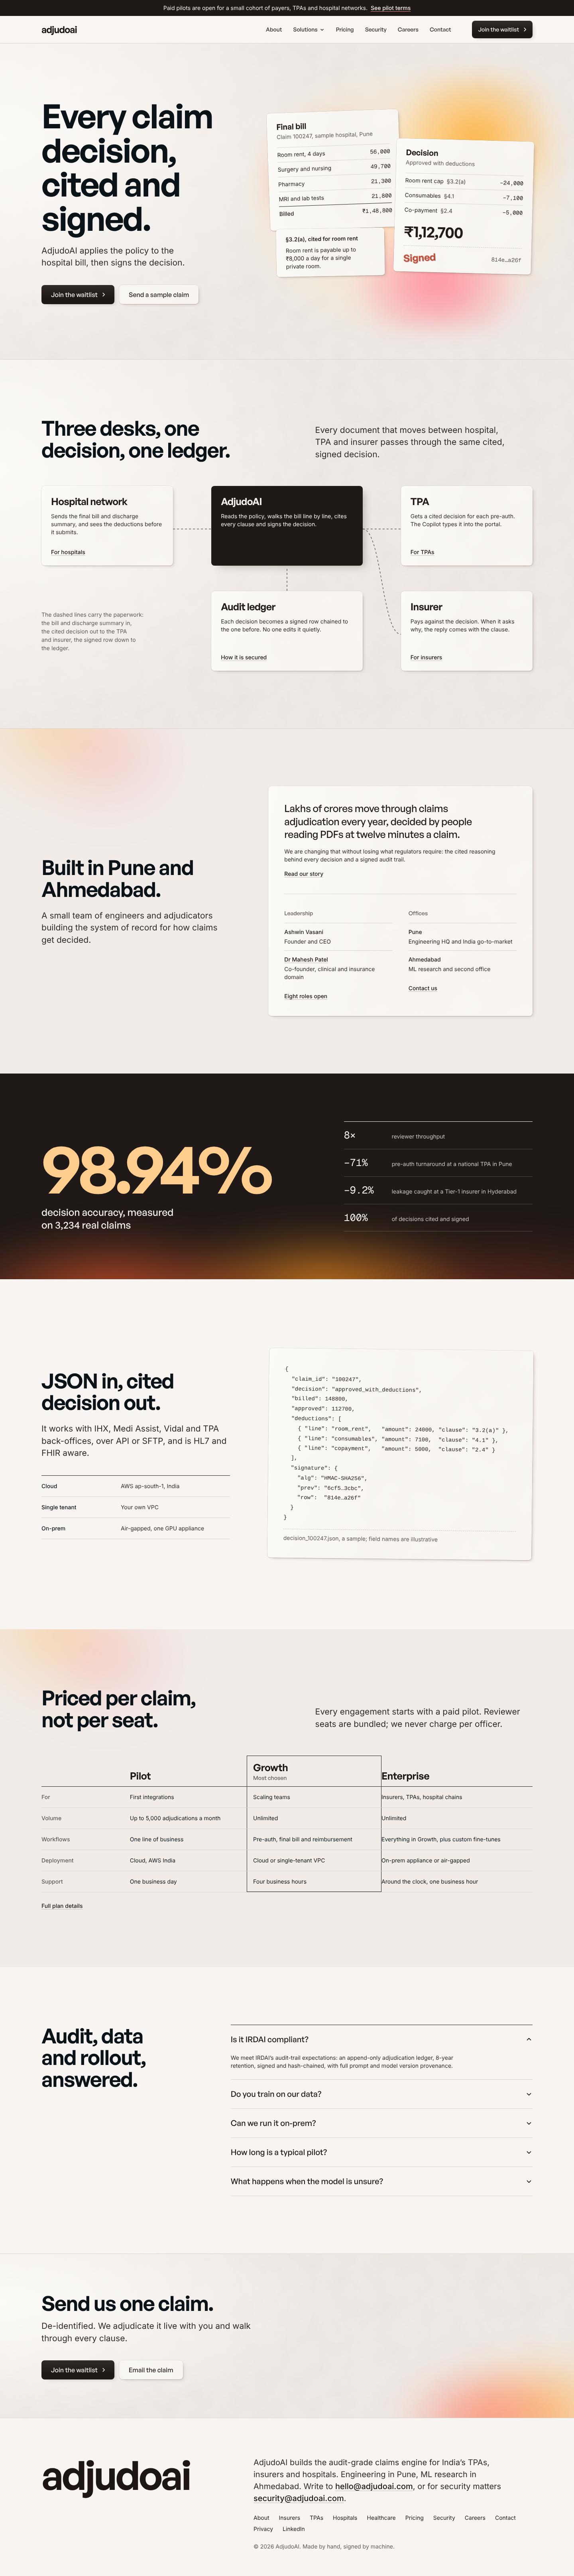 Paid pilots are open for a small cohort of payers, TPAs and hospital networks. See pilot terms
adjudoai
About Solutions Pricing Security Careers Contact Join the waitlist
Every claim
decision,
cited and
signed.
AdjudoAI applies the policy to the
hospital bill, then signs the decision.
Join the waitlist Send a sample claim
Final bill
Claim 100247, sample hospital, Pune
Room rent, 4 days 56,000
Surgery and nursing 49,700
Pharmacy 21,300
MRI and lab tests 21,800
Billed ₹1,48,800
§3.2(a), cited for room rent
Room rent is payable up to
₹8,000 a day for a single
private room.
Decision
Approved with deductions
Room rent cap §3.2(a) −24,000
Consumables §4.1 −7,100
Co-payment §2.4 −5,000
₹1,12,700
Signed 814e…a26f
Three desks, one
decision, one ledger.
Every document that moves between hospital,
TPA and insurer passes through the same cited,
signed decision.
Hospital network
Sends the final bill and discharge
summary, and sees the deductions before
it submits.
For hospitals
AdjudoAI
Reads the policy, walks the bill line by line, cites
every clause and signs the decision.
TPA
Gets a cited decision for each pre-auth.
The Copilot types it into the portal.
For TPAs
The dashed lines carry the paperwork:
the bill and discharge summary in,
the cited decision out to the TPA
and insurer, the signed row down to
the ledger.
Audit ledger
Each decision becomes a signed row chained to
the one before. No one edits it quietly.
How it is secured
Insurer
Pays against the decision. When it asks
why, the reply comes with the clause.
For insurers
Built in Pune and
Ahmedabad.
A small team of engineers and adjudicators
building the system of record for how claims
get decided.
Lakhs of crores move through claims
adjudication every year, decided by people
reading PDFs at twelve minutes a claim.
We are changing that without losing what regulators require: the cited reasoning
behind every decision and a signed audit trail.
Read our story
Leadership
Ashwin Vasani
Founder and CEO
Dr Mahesh Patel
Co-founder, clinical and insurance
domain
Eight roles open
Offices
Pune
Engineering HQ and India go-to-market
Ahmedabad
ML research and second office
Contact us
98.94%
decision accuracy, measured
on 3,234 real claims
8× reviewer throughput
−71% pre-auth turnaround at a national TPA in Pune
−9.2% leakage caught at a Tier-1 insurer in Hyderabad
100% of decisions cited and signed
JSON in, cited
decision out.
It works with IHX, Medi Assist, Vidal and TPA
back-offices, over API or SFTP, and is HL7 and
FHIR aware.
Cloud AWS ap-south-1, India
Single tenant Your own VPC
On-prem Air-gapped, one GPU appliance
{
"claim_id": "100247",
"decision": "approved_with_deductions",
"billed": 148800,
"approved": 112700,
"deductions": [
{ "line": "room_rent", "amount": 24000, "clause": "3.2(a)" },
{ "line": "consumables", "amount": 7100, "clause": "4.1" },
{ "line": "copayment", "amount": 5000, "clause": "2.4" }
],
"signature": {
"alg": "HMAC-SHA256",
"prev": "6cf5…3cbc",
"row": "814e…a26f"
}
}
decision_100247.json, a sample; field names are illustrative
Priced per claim,
not per seat.
Every engagement starts with a paid pilot. Reviewer
seats are bundled; we never charge per officer.
Pilot Growth Enterprise
Most chosen
For First integrations Scaling teams Insurers, TPAs, hospital chains
Volume Up to 5,000 adjudications a month Unlimited Unlimited
Workflows One line of business Pre-auth, final bill and reimbursement Everything in Growth, plus custom fine-tunes
Deployment Cloud, AWS India Cloud or single-tenant VPC On-prem appliance or air-gapped
Support One business day Four business hours Around the clock, one business hour
Full plan details
Audit, data
and rollout,
answered.
Is it IRDAI compliant?
We meet IRDAI's audit-trail expectations: an append-only adjudication ledger, 8-year
retention, signed and hash-chained, with full prompt and model version provenance.
Do you train on our data?
Can we run it on-prem?
How long is a typical pilot?
What happens when the model is unsure?
Send us one claim.
De-identified. We adjudicate it live with you and walk
through every clause.
Join the waitlist Email the claim
adjudoai
AdjudoAI builds the audit-grade claims engine for India's TPAs,
insurers and hospitals. Engineering in Pune, ML research in
Ahmedabad. Write to hello@adjudoai.com, or for security matters
security@adjudoai.com.
About Insurers TPAs Hospitals Healthcare Pricing Security Careers Contact
Privacy LinkedIn
© 2026 AdjudoAI. Made by hand, signed by machine.